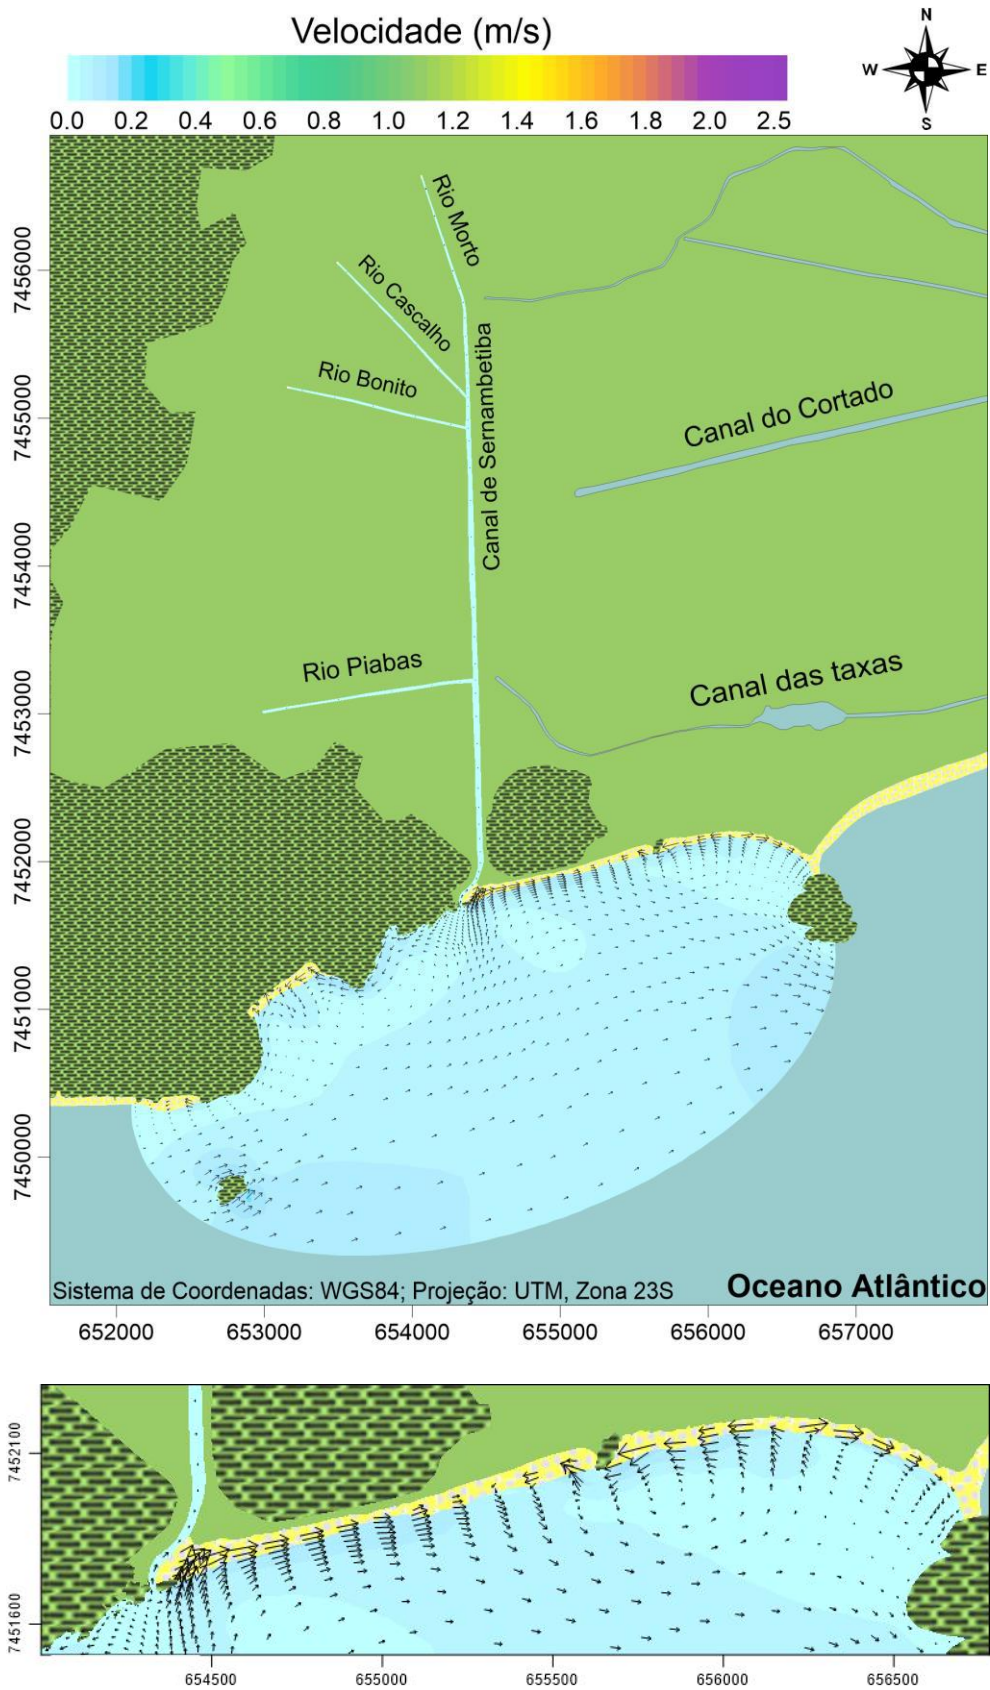 Velocidade (m/s)
N
W E
S
0.0 0.2 0.4 0.6 0.8 1.0 1.2 1.4 1.6 1.8 2.0 2.5
Rio Morto
Rio Cascalho
Rio Bonito
Canal de Sernambetiba
Canal do Cortado
Rio Piabas
Canal das taxas
7456000
7455000
7454000
7453000
7452000
7451000
7450000
Sistema de Coordenadas: WGS84; Projeção: UTM, Zona 23S
Oceano Atlântico
652000 653000 654000 655000 656000 657000
7452100
7451600
654500 655000 655500 656000 656500